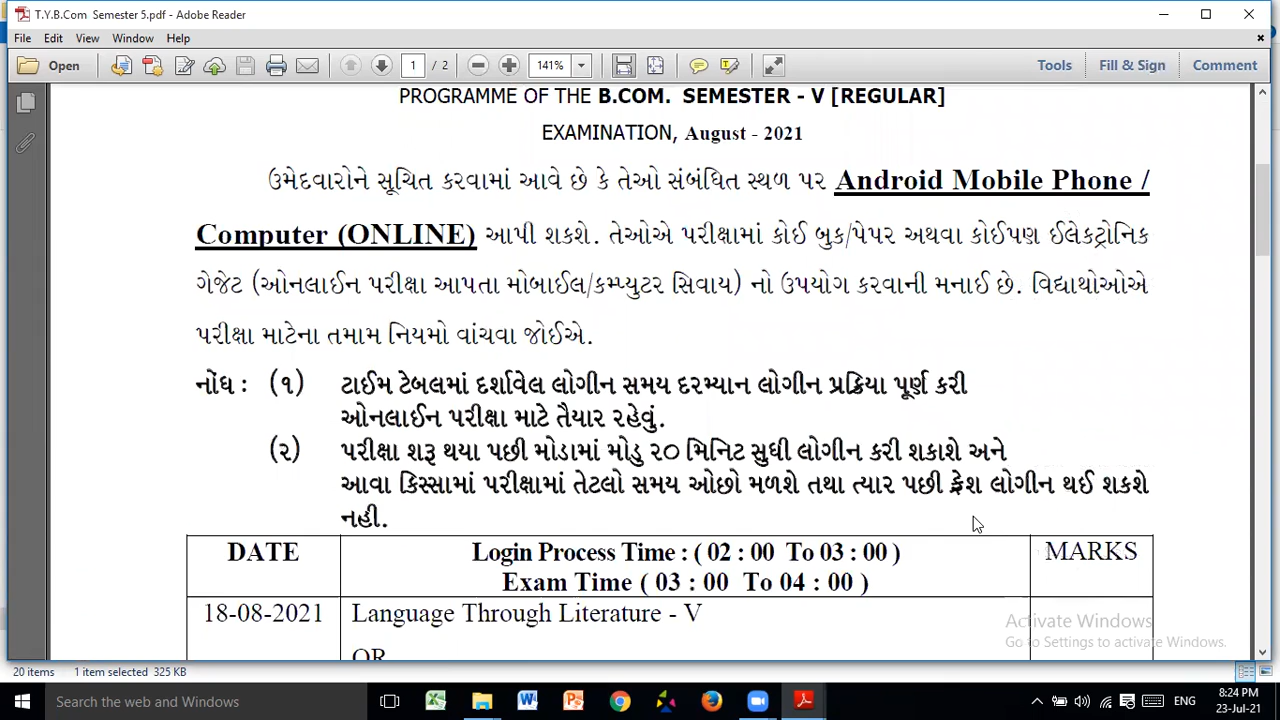 T.Y.B.Com Semester 5.pdf - Adobe Reader
File Edit View Window Help
Open 1 / 2 141% Tools Fill & Sign Comment
PROGRAMME OF THE B.COM. SEMESTER - V [REGULAR]
EXAMINATION, August - 2021
ઉમેદવારોને સૂચિત કરવામાં આવે છે કે તેઓ સંબંધિત સ્થળ પર Android Mobile Phone /
Computer (ONLINE) આપી શકશે. તેઓએ પરીક્ષામાં કોઈ બુક/પેપર અથવા કોઈપણ ઈલેકટ્રોનિક
ગેજેટ (ઓનલાઈન પરીક્ષા આપતા મોબાઈલ/કમ્પ્યુટર સિવાય) નો ઉપયોગ કરવાની મનાઈ છે. વિદ્યાથોઓએ
પરીક્ષા માટેના તમામ નિયમો વાંચવા જોઈએ.
નોંધ : (૧) ટાઈમ ટેબલમાં દર્શાવેલ લોગીન સમય દરમ્યાન લોગીન પ્રક્રિયા પૂર્ણ કરી
ઓનલાઈન પરીક્ષા માટે તૈયાર રહેવું.
(૨) પરીક્ષા શરૂ થયા પછી મોડામાં મોડુ ૨૦ મિનિટ સુધી લોગીન કરી શકાશે અને
આવા કિસ્સામાં પરીક્ષામાં તેટલો સમય ઓછો મળશે તથા ત્યાર પછી ફ્રેશ લોગીન થઈ શકશે
નહી.
DATE Login Process Time : ( 02 : 00 To 03 : 00 ) MARKS
Exam Time ( 03 : 00 To 04 : 00 )
18-08-2021 Language Through Literature - V
OR
Activate Windows
Go to Settings to activate Windows.
20 items 1 item selected 325 KB
Search the web and Windows ENG 8:24 PM
23-Jul-21